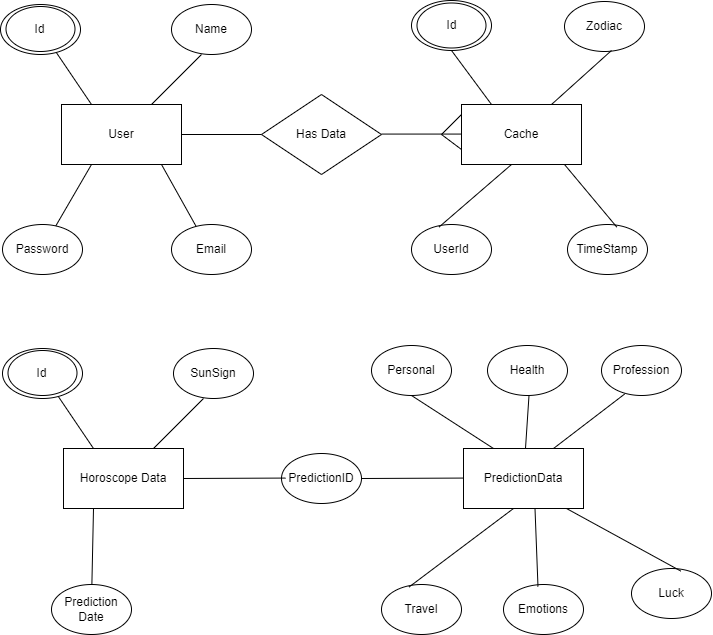 Id
Name
Id
Zodiac
User
Has Data
Cache
Password
Email
UserId
TimeStamp
Id
SunSign
Personal
Health
Profession
Horoscope Data
PredictionID
PredictionData
Prediction
Date
Travel
Emotions
Luck